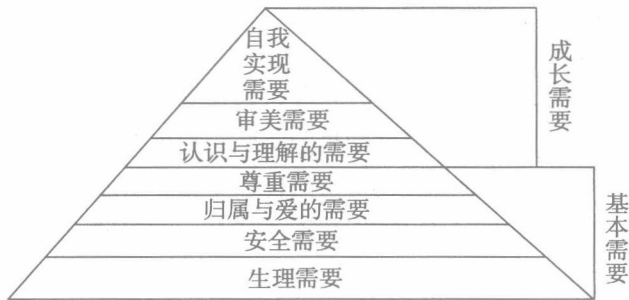 自我
实现
需要
审美需要
认识与理解的需要
尊重需要
归属与爱的需要
安全需要
生理需要
成长需要
基本需要